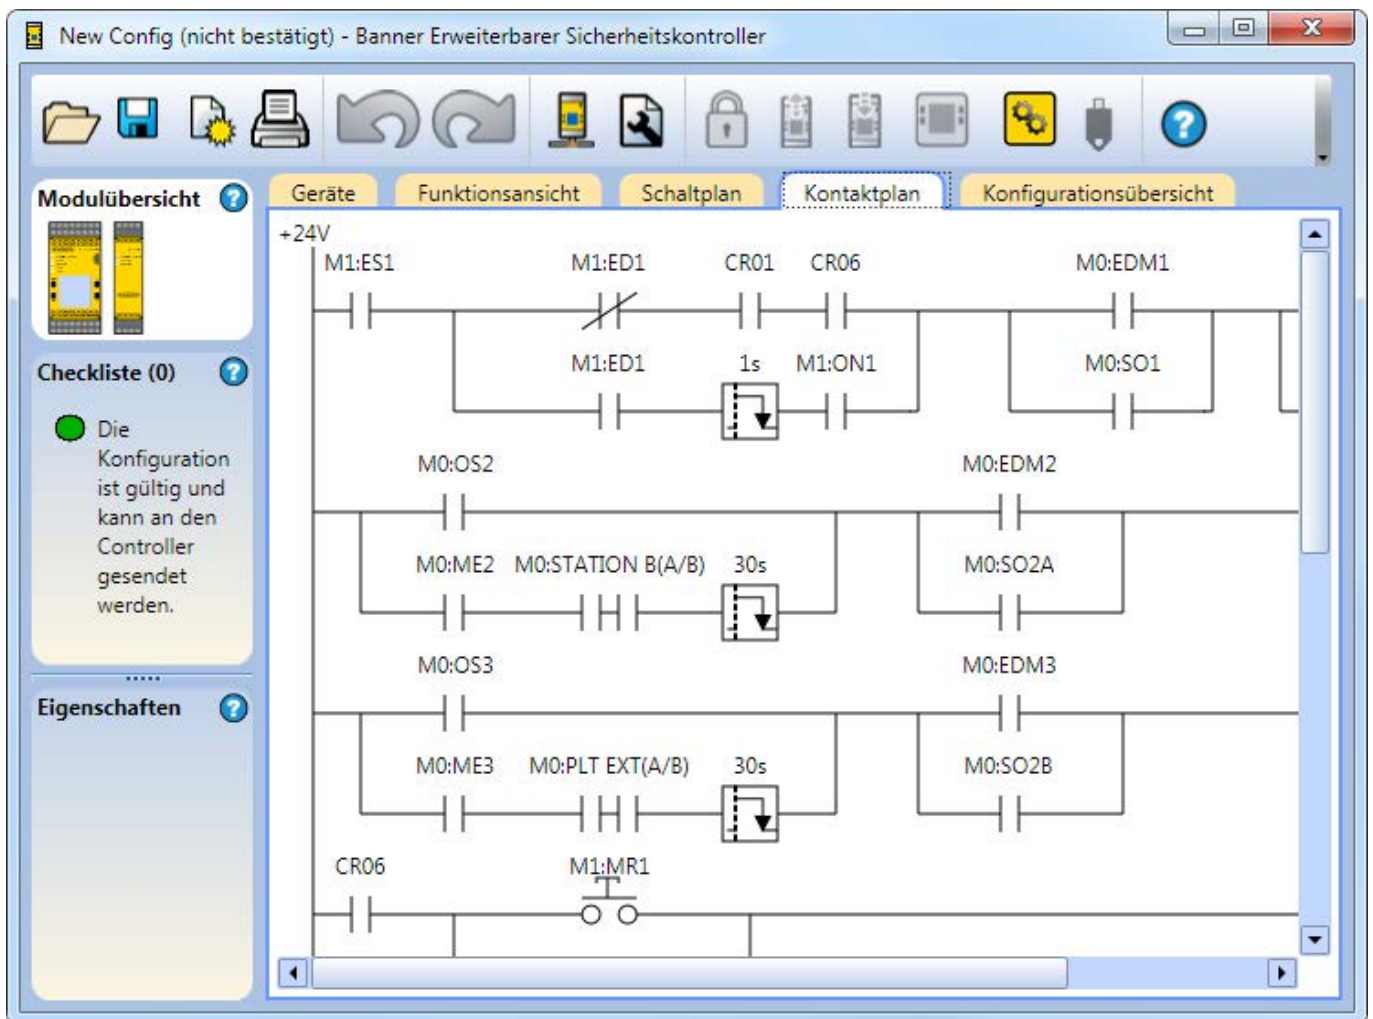 New Config (nicht bestätigt) - Banner Erweiterbarer Sicherheitskontroller
Modulübersicht
Geräte Funktionsansicht Schaltplan Kontaktplan Konfigurationsübersicht
Checkliste (0)
Die
Konfiguration
ist gültig und
kann an den
Controller
gesendet
werden.
Eigenschaften
+24V
M1:ES1 M1:ED1 CR01 CR06 M0:EDM1
M1:ED1 1s M1:ON1 M0:SO1
M0:OS2 M0:EDM2
M0:ME2 M0:STATION B(A/B) 30s M0:SO2A
M0:OS3 M0:EDM3
M0:ME3 M0:PLT EXT(A/B) 30s M0:SO2B
CR06 M1:MR1